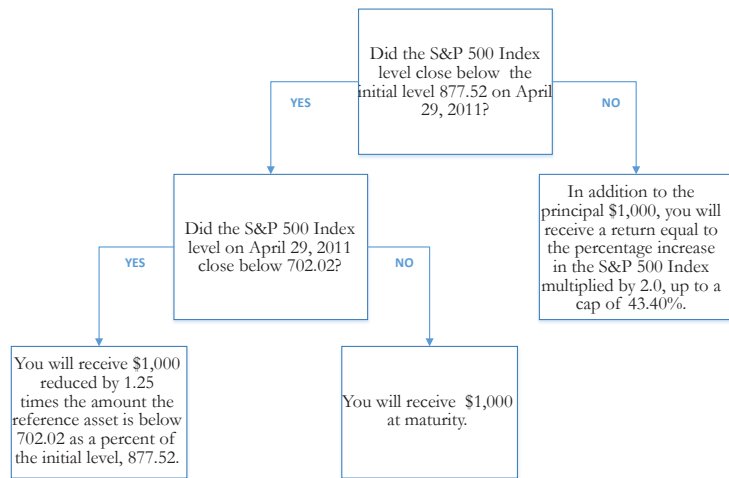 Did the S&P 500 Index
level close below the
initial level 877.52 on April
29, 2011?
YES
NO
Did the S&P 500 Index
level on April 29, 2011
close below 702.02?
In addition to the
principal $1,000, you will
receive a return equal to
the percentage increase
in the S&P 500 Index
multiplied by 2.0, up to a
cap of 43.40%.
YES
NO
You will receive $1,000
reduced by 1.25
times the amount the
reference asset is below
702.02 as a percent of
the initial level, 877.52.
You will receive $1,000
at maturity.